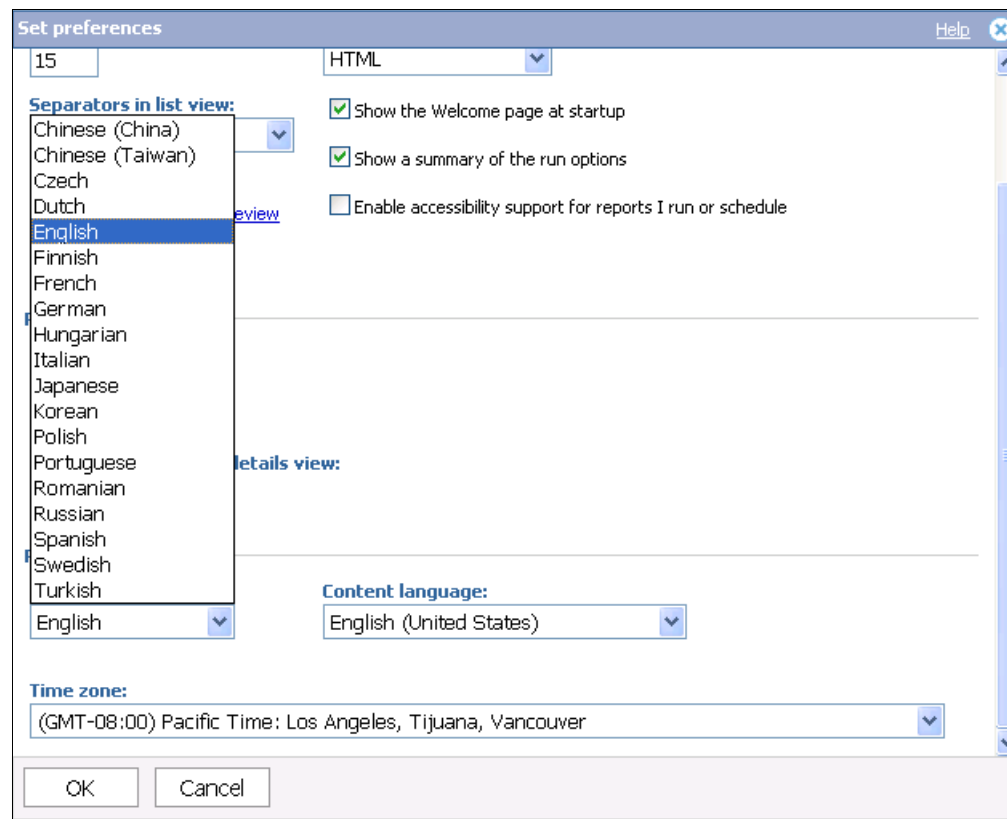 Set preferences Help
15 HTML
Separators in list view:
Show the Welcome page at startup
Show a summary of the run options
Enable accessibility support for reports I run or schedule
eview
Chinese (China)
Chinese (Taiwan)
Czech
Dutch
English
Finnish
French
German
Hungarian
Italian
Japanese
Korean
Polish
Portuguese
Romanian
Russian
Spanish
Swedish
Turkish
details view:
English
Content language:
English (United States)
Time zone:
(GMT-08:00) Pacific Time: Los Angeles, Tijuana, Vancouver
OK Cancel